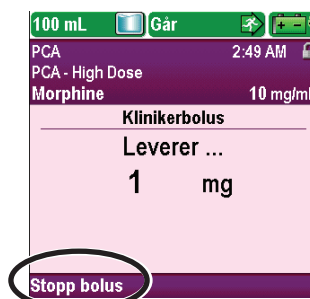 100 mL Går
PCA 2:49 AM
PCA - High Dose
Morphine 10 mg/ml
Klinikerbolus
Leverer ...
1 mg
Stopp bolus